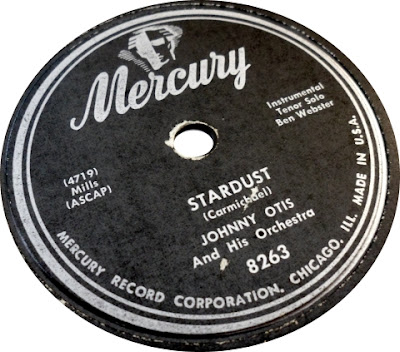 Mercury
Instrumental
Tenor Solo
Ben Webster
(4719)
Mills
(ASCAP)
STARDUST
(Carmichael)
JOHNNY OTIS
And His Orchestra
8263
MERCURY RECORD CORPORATION, CHICAGO, ILL. MADE IN U.S.A.